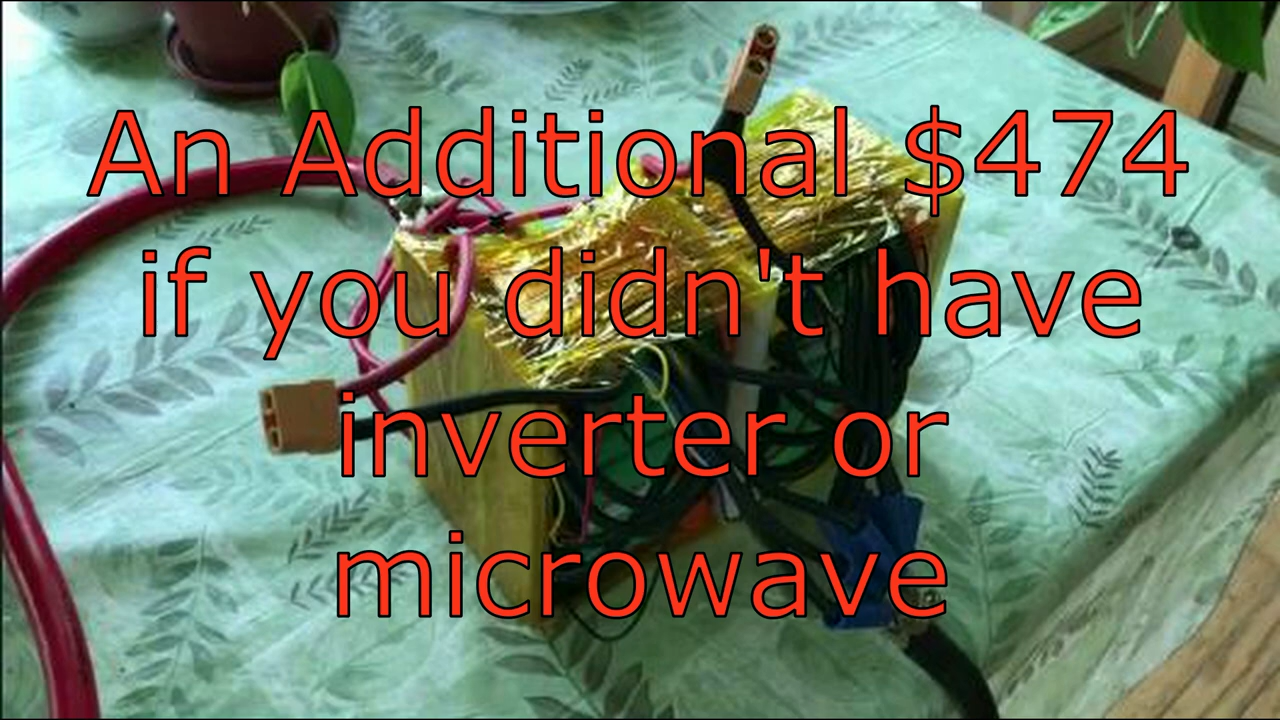 An Additional $474
if you didn't have
inverter or
microwave